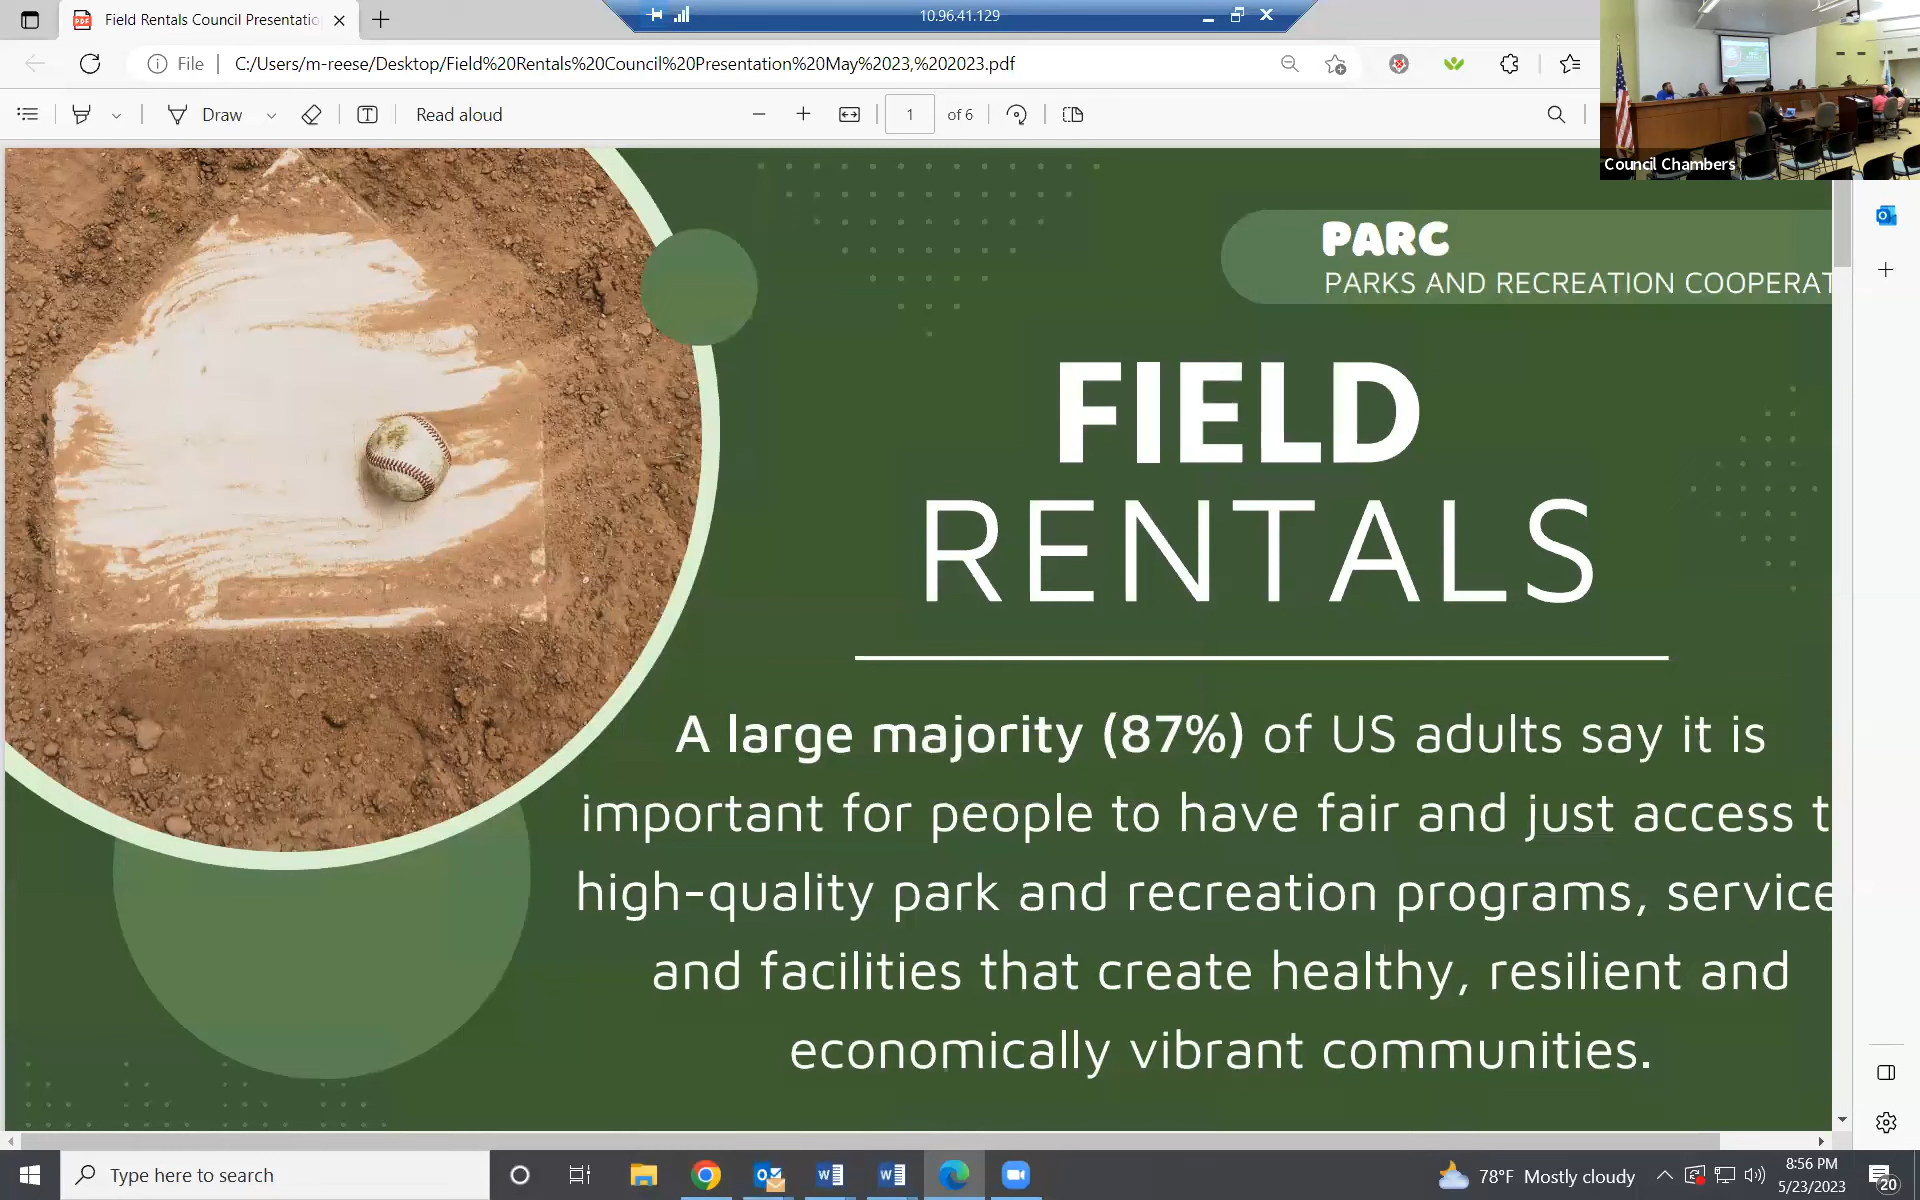 Field Rentals Council Presentatio
10.96.41.129
File
C:/Users/m-reese/Desktop/Field%20Rentals%20Council%20Presentation%20May%2023,%202023.pdf
Draw
Read aloud
1
of 6
Council Chambers
PARC
PARKS AND RECREATION COOPERAT
FIELD
RENTALS
A large majority (87%) of US adults say it is
important for people to have fair and just access t
high-quality park and recreation programs, service
and facilities that create healthy, resilient and
economically vibrant communities.
Type here to search
78°F Mostly cloudy
8:56 PM
5/23/2023
20